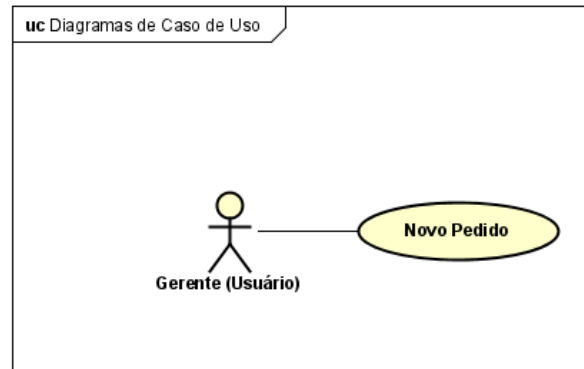 uc Diagramas de Caso de Uso
Novo Pedido
Gerente (Usuário)